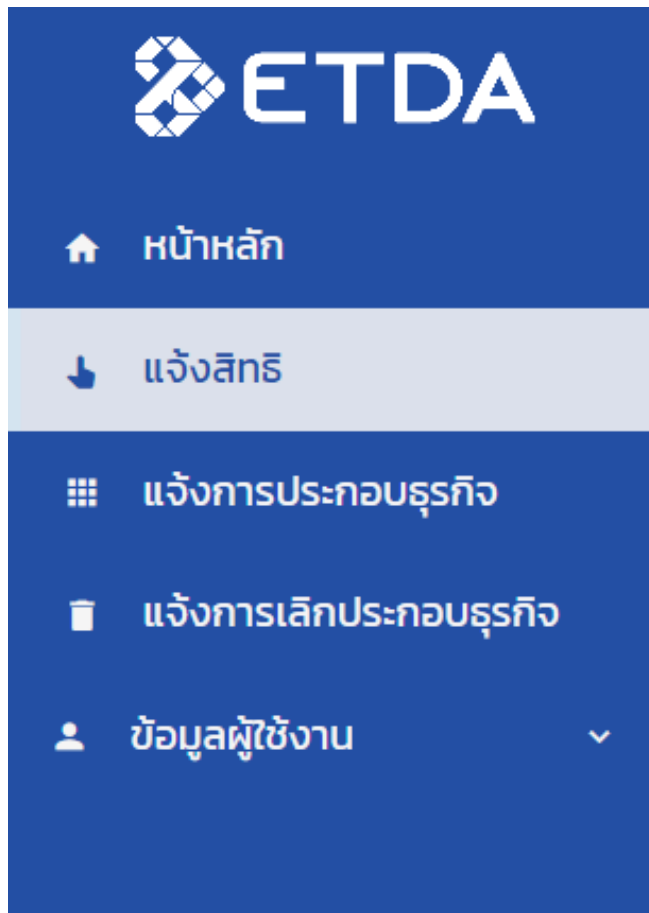 ETDA
หน้าหลัก
แจ้งสิทธิ
แจ้งการประกอบธุรกิจ
แจ้งการเลิกประกอบธุรกิจ
ข้อมูลผู้ใช้งาน